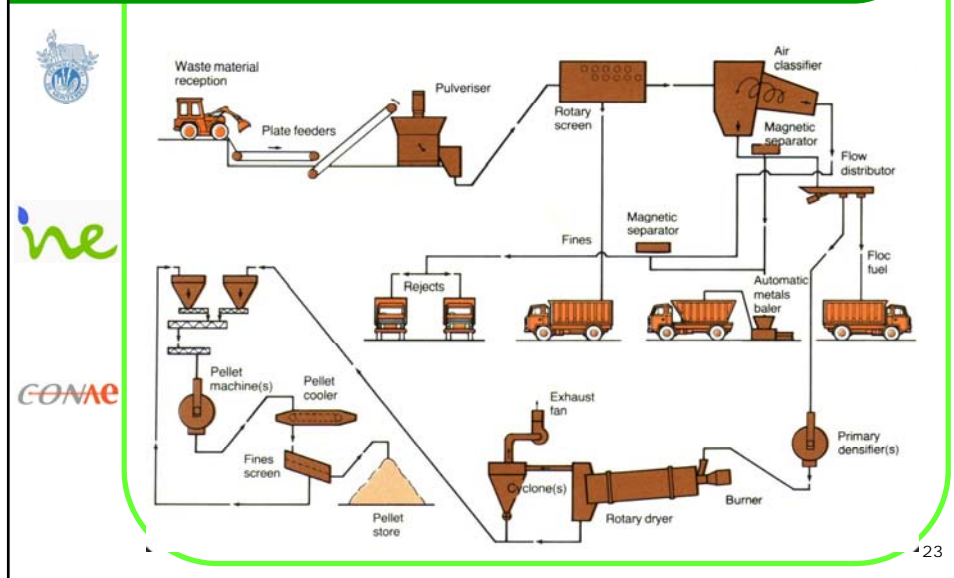 Waste material
reception
Plate feeders
Pulveriser
Rotary
screen
Air
classifier
Magnetic
separator
Flow
distributor
Magnetic
separator
Fines
Rejects
Automatic
metals
baler
Floc
fuel
Pellet
machine(s)
Pellet
cooler
Fines
screen
Pellet
store
Exhaust
fan
Cyclone(s)
Rotary dryer
Burner
Primary
densifier(s)
ine
CONAE
23